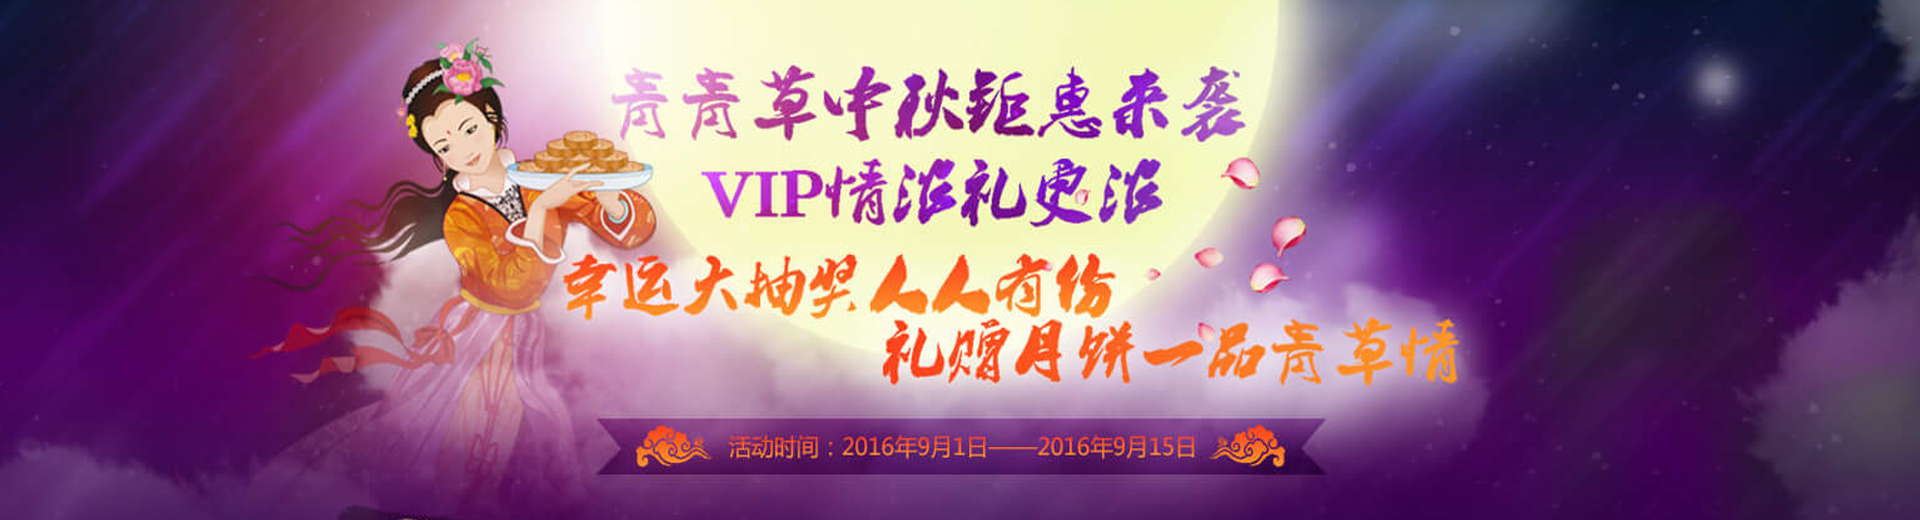 青青草中秋钜惠来袭
VIP情浓礼更浓
幸运大抽奖人人有份
礼赠月饼一品青草情
活动时间：2016年9月1日——2016年9月15日